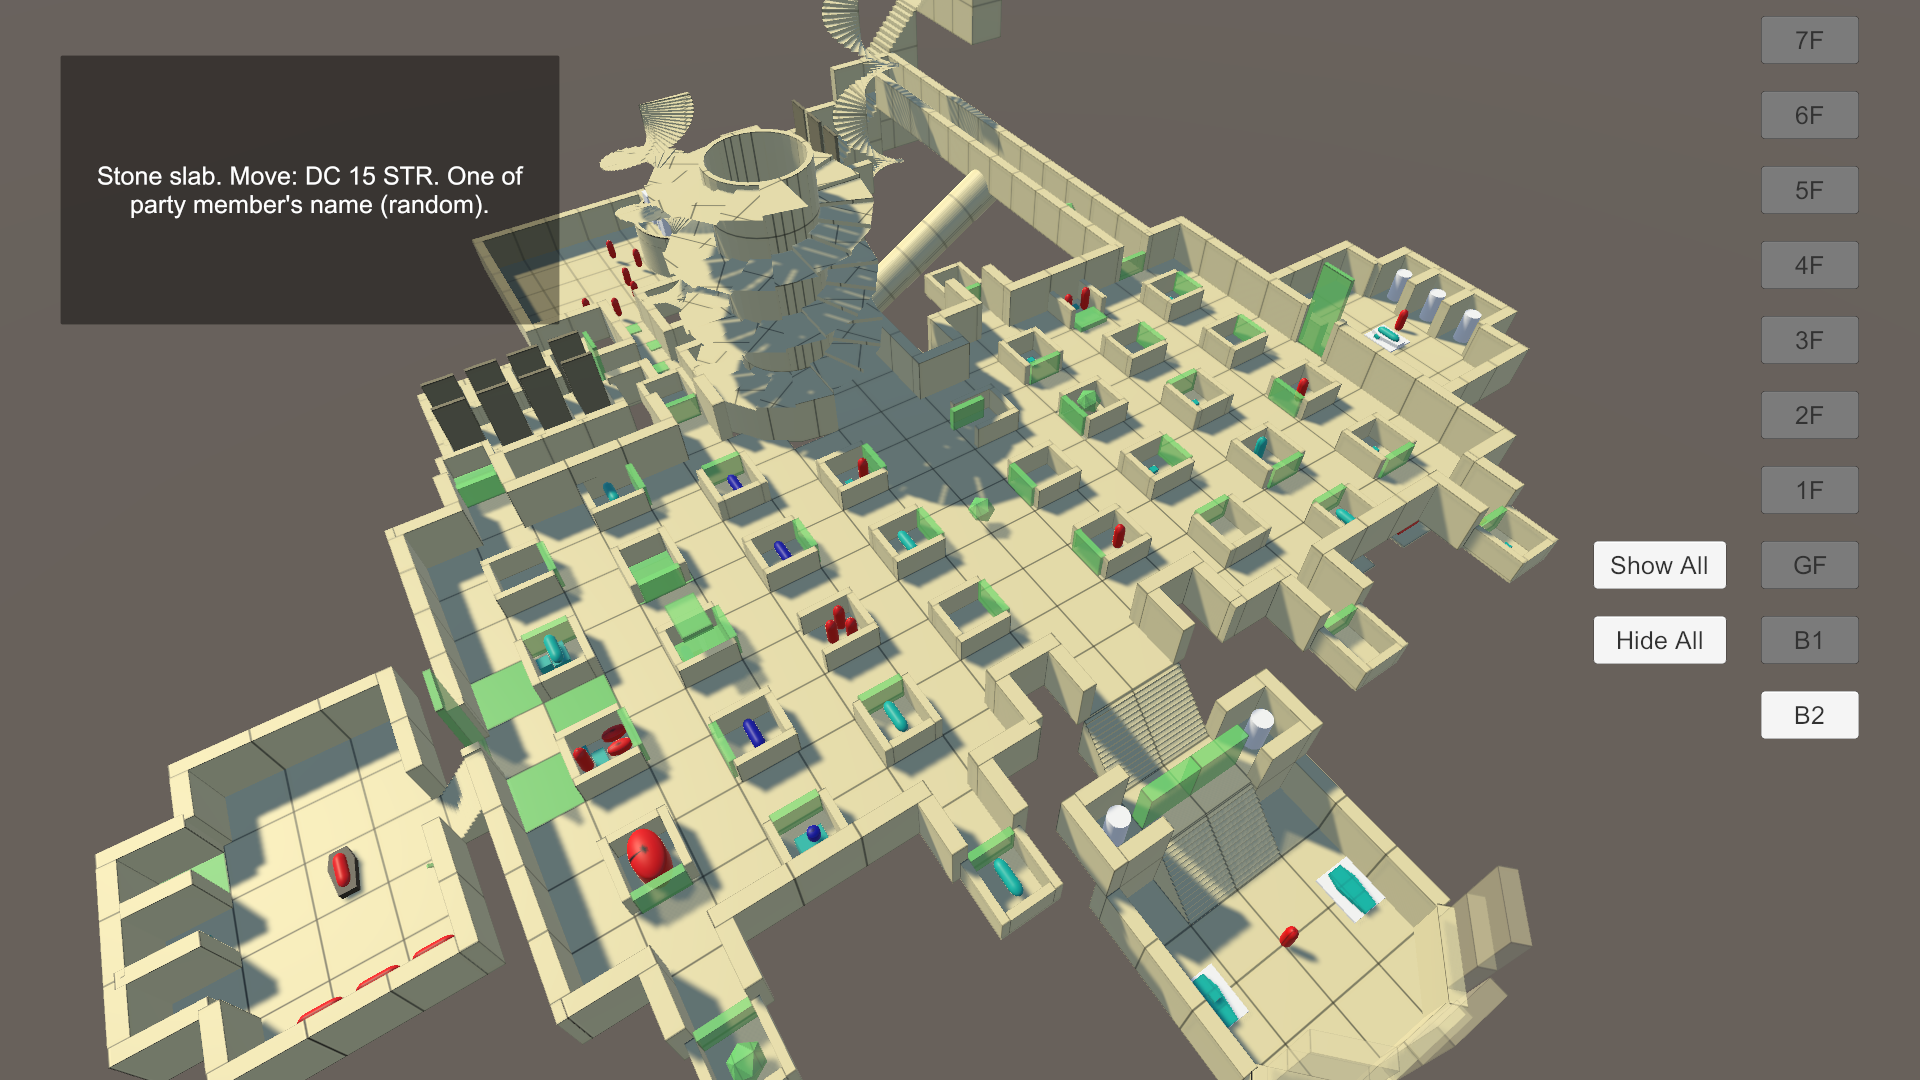 Stone slab. Move: DC 15 STR. One of
party member's name (random).
7F
6F
5F
4F
3F
2F
1F
Show All
GF
Hide All
B1
B2